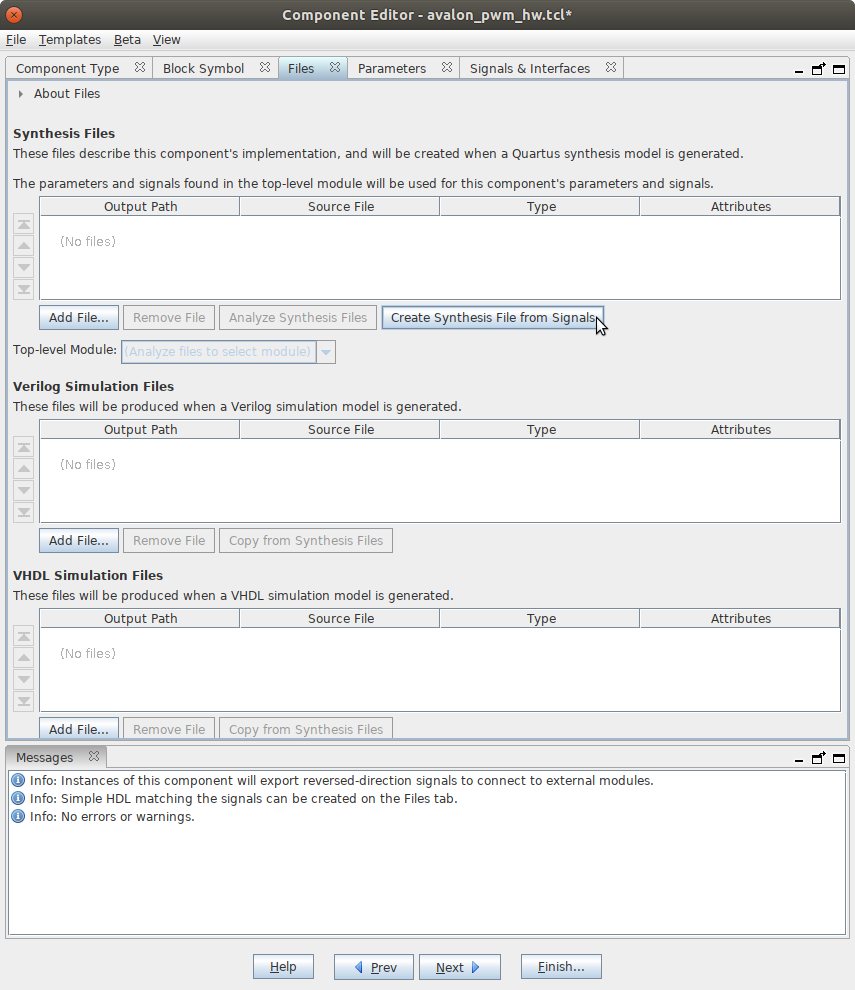 Component Editor - avalon_pwm_hw.tcl*
File Templates Beta View
Component Type Block Symbol Files Parameters Signals & Interfaces
About Files
Synthesis Files
These files describe this component's implementation, and will be created when a Quartus synthesis model is generated.
The parameters and signals found in the top-level module will be used for this component's parameters and signals.
Output Path Source File Type Attributes
(No files)
Add File... Remove File Analyze Synthesis Files Create Synthesis File from Signals
Top-level Module: (Analyze files to select module)
Verilog Simulation Files
These files will be produced when a Verilog simulation model is generated.
Output Path Source File Type Attributes
(No files)
Add File... Remove File Copy from Synthesis Files
VHDL Simulation Files
These files will be produced when a VHDL simulation model is generated.
Output Path Source File Type Attributes
(No files)
Add File... Remove File Copy from Synthesis Files
Messages
Info: Instances of this component will export reversed-direction signals to connect to external modules.
Info: Simple HDL matching the signals can be created on the Files tab.
Info: No errors or warnings.
Help Prev Next Finish...